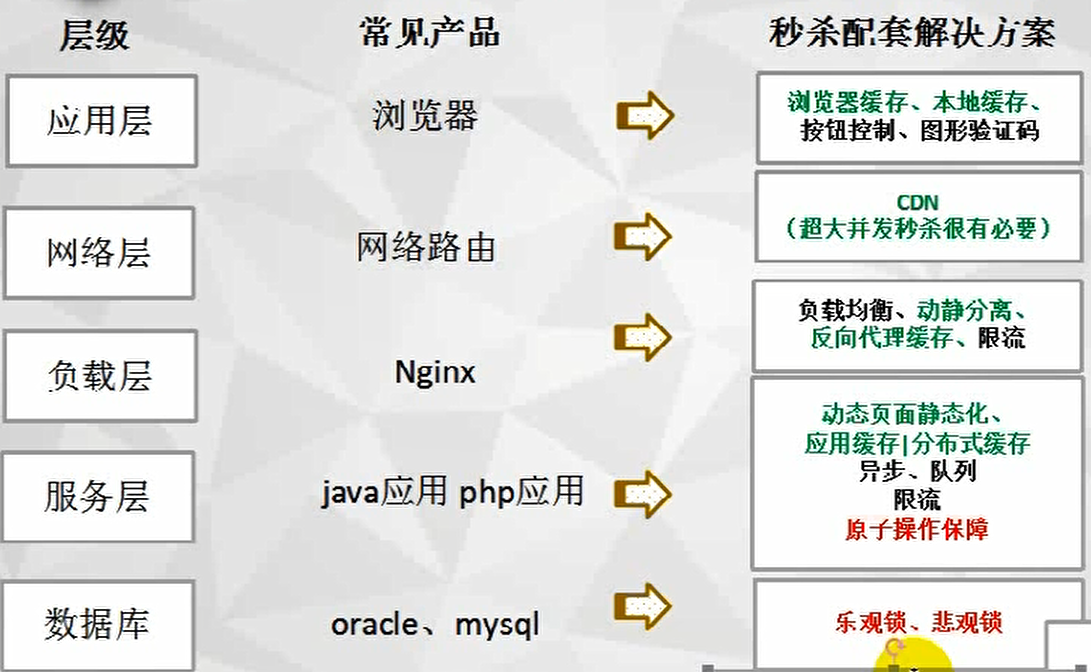 层级 常见产品 秒杀配套解决方案
应用层 浏览器 浏览器缓存、本地缓存、
按钮控制、图形验证码
网络层 网络路由 CDN
（超大并发秒杀很有必要）
负载层 Nginx 负载均衡、动静分离、
反向代理缓存、限流
服务层 java应用 php应用 动态页面静态化、
应用缓存|分布式缓存
异步、队列
限流
原子操作保障
数据库 oracle、mysql 乐观锁、悲观锁